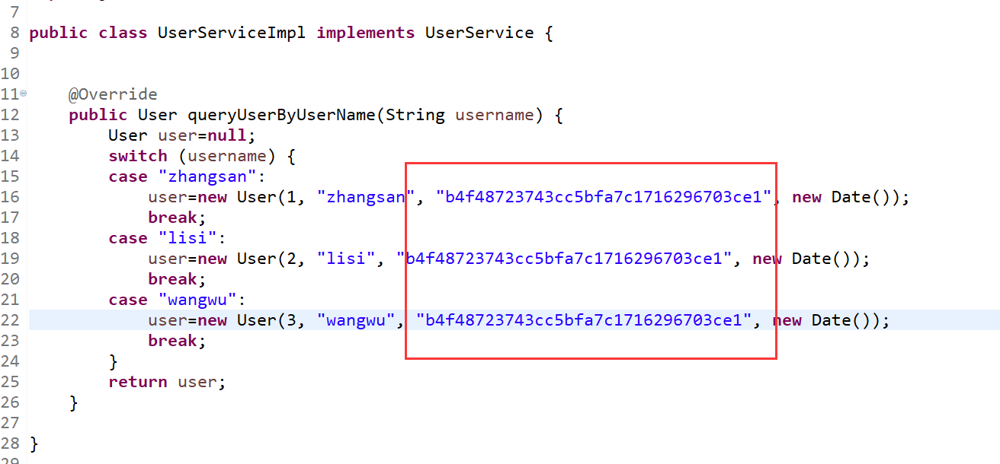 7
8 public class UserServiceImpl implements UserService {
9
10
11 @Override
12 public User queryUserByUserName(String username) {
13 User user=null;
14 switch (username) {
15 case "zhangsan":
16 user=new User(1, "zhangsan", "b4f48723743cc5bfa7c1716296703ce1", new Date());
17 break;
18 case "lisi":
19 user=new User(2, "lisi", "b4f48723743cc5bfa7c1716296703ce1", new Date());
20 break;
21 case "wangwu":
22 user=new User(3, "wangwu", "b4f48723743cc5bfa7c1716296703ce1", new Date());
23 break;
24 }
25 return user;
26 }
27
28 }
29